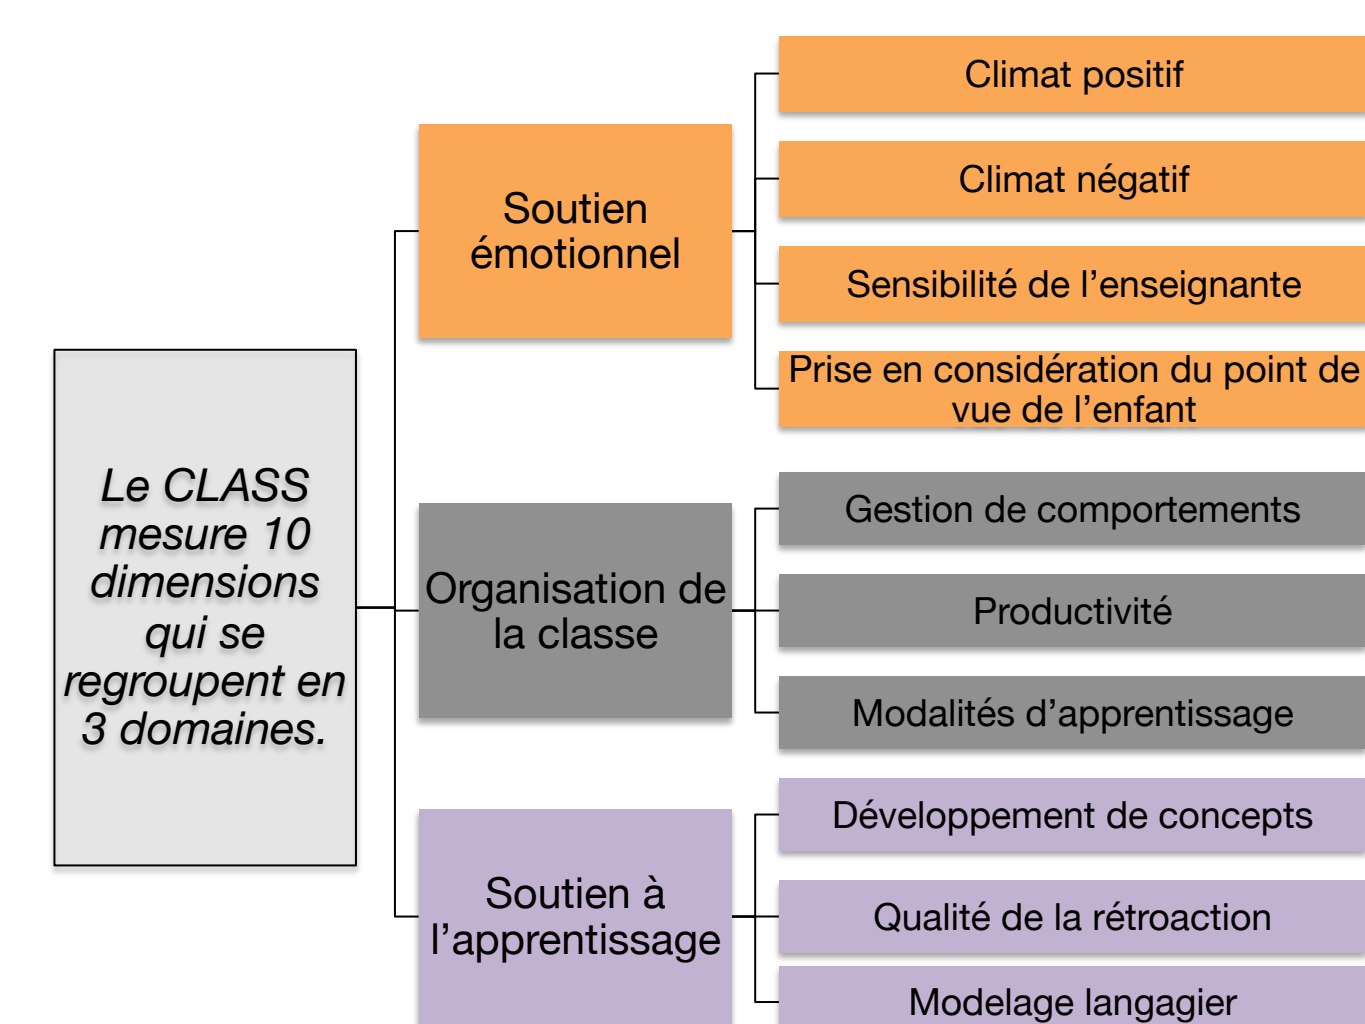 Le CLASS
mesure 10
dimensions
qui se
regroupent en
3 domaines.
Soutien
émotionnel
Climat positif
Climat négatif
Sensibilité de l’enseignante
Prise en considération du point de
vue de l’enfant
Organisation de
la classe
Gestion de comportements
Productivité
Modalités d’apprentissage
Soutien à
l’apprentissage
Développement de concepts
Qualité de la rétroaction
Modelage langagier